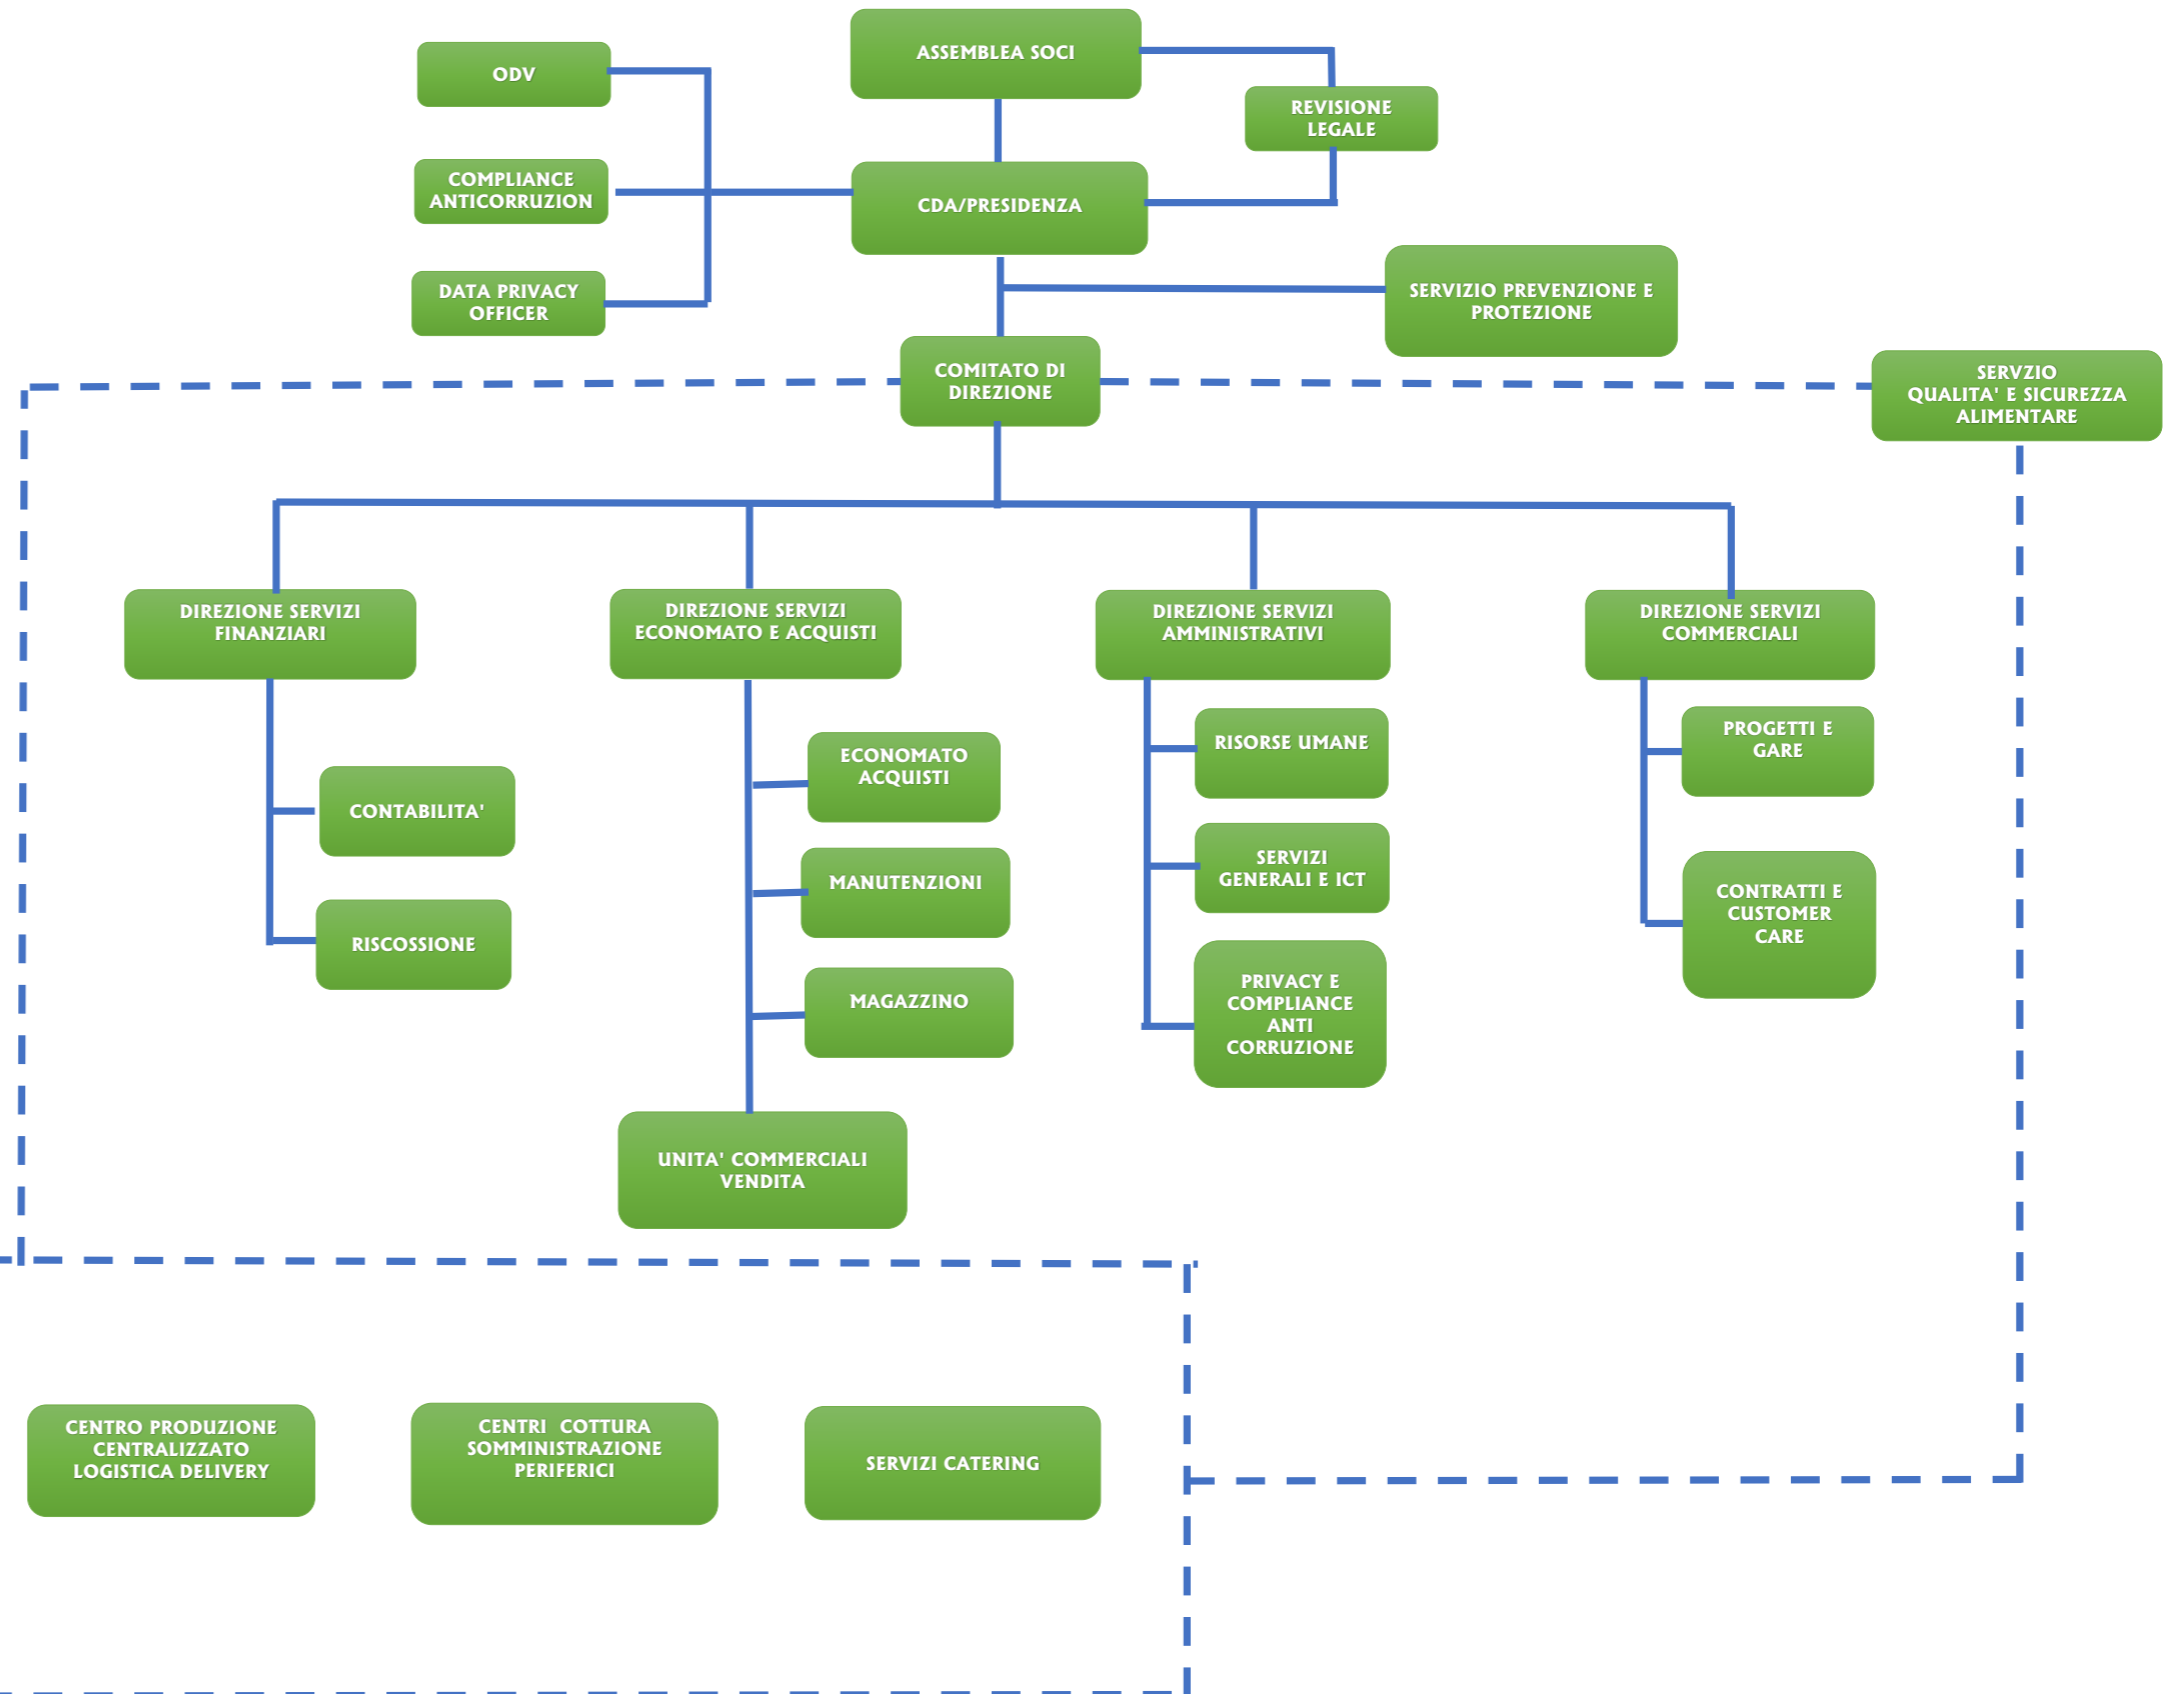 ASSEMBLEA SOCI
ODV
REVISIONE
LEGALE
COMPLIANCE
ANTICORRUZION
CDA/PRESIDENZA
DATA PRIVACY
OFFICER
SERVIZIO PREVENZIONE E
PROTEZIONE
COMITATO DI
DIREZIONE
SERVZIO
QUALITA' E SICUREZZA
ALIMENTARE
DIREZIONE SERVIZI
FINANZIARI
DIREZIONE SERVIZI
ECONOMATO E ACQUISTI
DIREZIONE SERVIZI
AMMINISTRATIVI
DIREZIONE SERVIZI
COMMERCIALI
CONTABILITA'
RISCOSSIONE
ECONOMATO
ACQUISTI
MANUTENZIONI
MAGAZZINO
UNITA' COMMERCIALI
VENDITA
RISORSE UMANE
SERVIZI
GENERALI E ICT
PRIVACY E
COMPLIANCE
ANTI
CORRUZIONE
PROGETTI E
GARE
CONTRATTI E
CUSTOMER
CARE
CENTRO PRODUZIONE
CENTRALIZZATO
LOGISTICA DELIVERY
CENTRI  COTTURA
SOMMINISTRAZIONE
PERIFERICI
SERVIZI CATERING